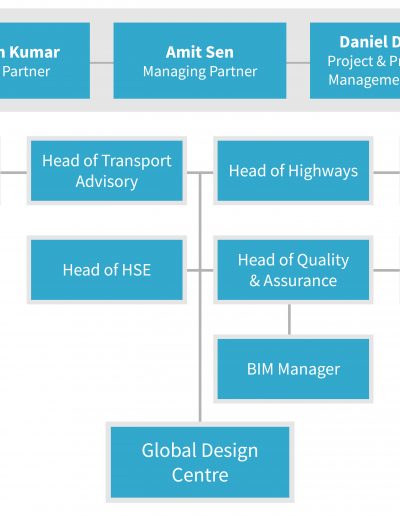 Kumar
Partner
Amit Sen
Managing Partner
Daniel
Project &
Management
Head of Transport
Advisory
Head of Highways
Head of HSE
Head of Quality
& Assurance
BIM Manager
Global Design
Centre